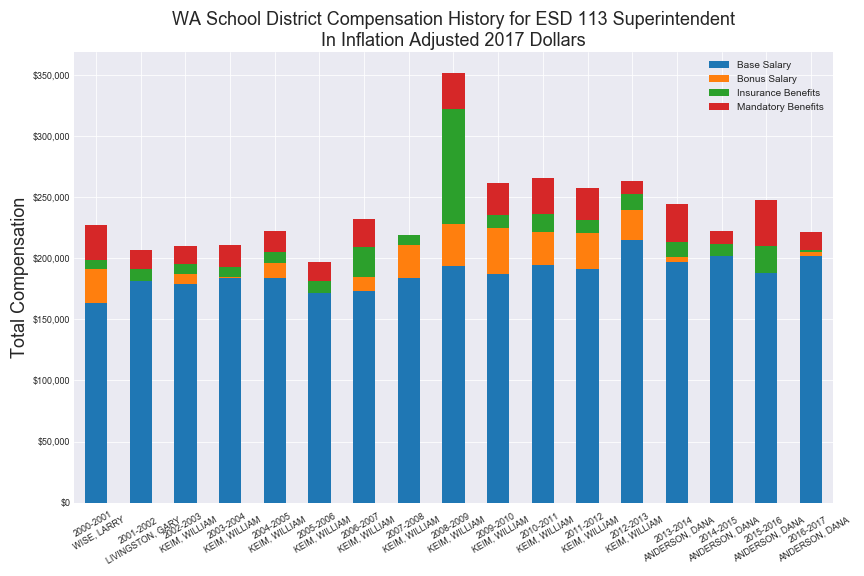 WA School District Compensation History for ESD 113 Superintendent
In Inflation Adjusted 2017 Dollars
Base Salary
Bonus Salary
Insurance Benefits
Mandatory Benefits
Total Compensation
$350,000
$300,000
$250,000
$200,000
$150,000
$100,000
$50,000
$0
2000-2001
WISE, LARRY
2001-2002
LIVINGSTON, GARY
2002-2003
KEIM, WILLIAM
2003-2004
KEIM, WILLIAM
2004-2005
KEIM, WILLIAM
2005-2006
KEIM, WILLIAM
2006-2007
KEIM, WILLIAM
2007-2008
KEIM, WILLIAM
2008-2009
KEIM, WILLIAM
2009-2010
KEIM, WILLIAM
2010-2011
KEIM, WILLIAM
2011-2012
KEIM, WILLIAM
2012-2013
KEIM, WILLIAM
2013-2014
ANDERSON, DANA
2014-2015
ANDERSON, DANA
2015-2016
ANDERSON, DANA
2016-2017
ANDERSON, DANA